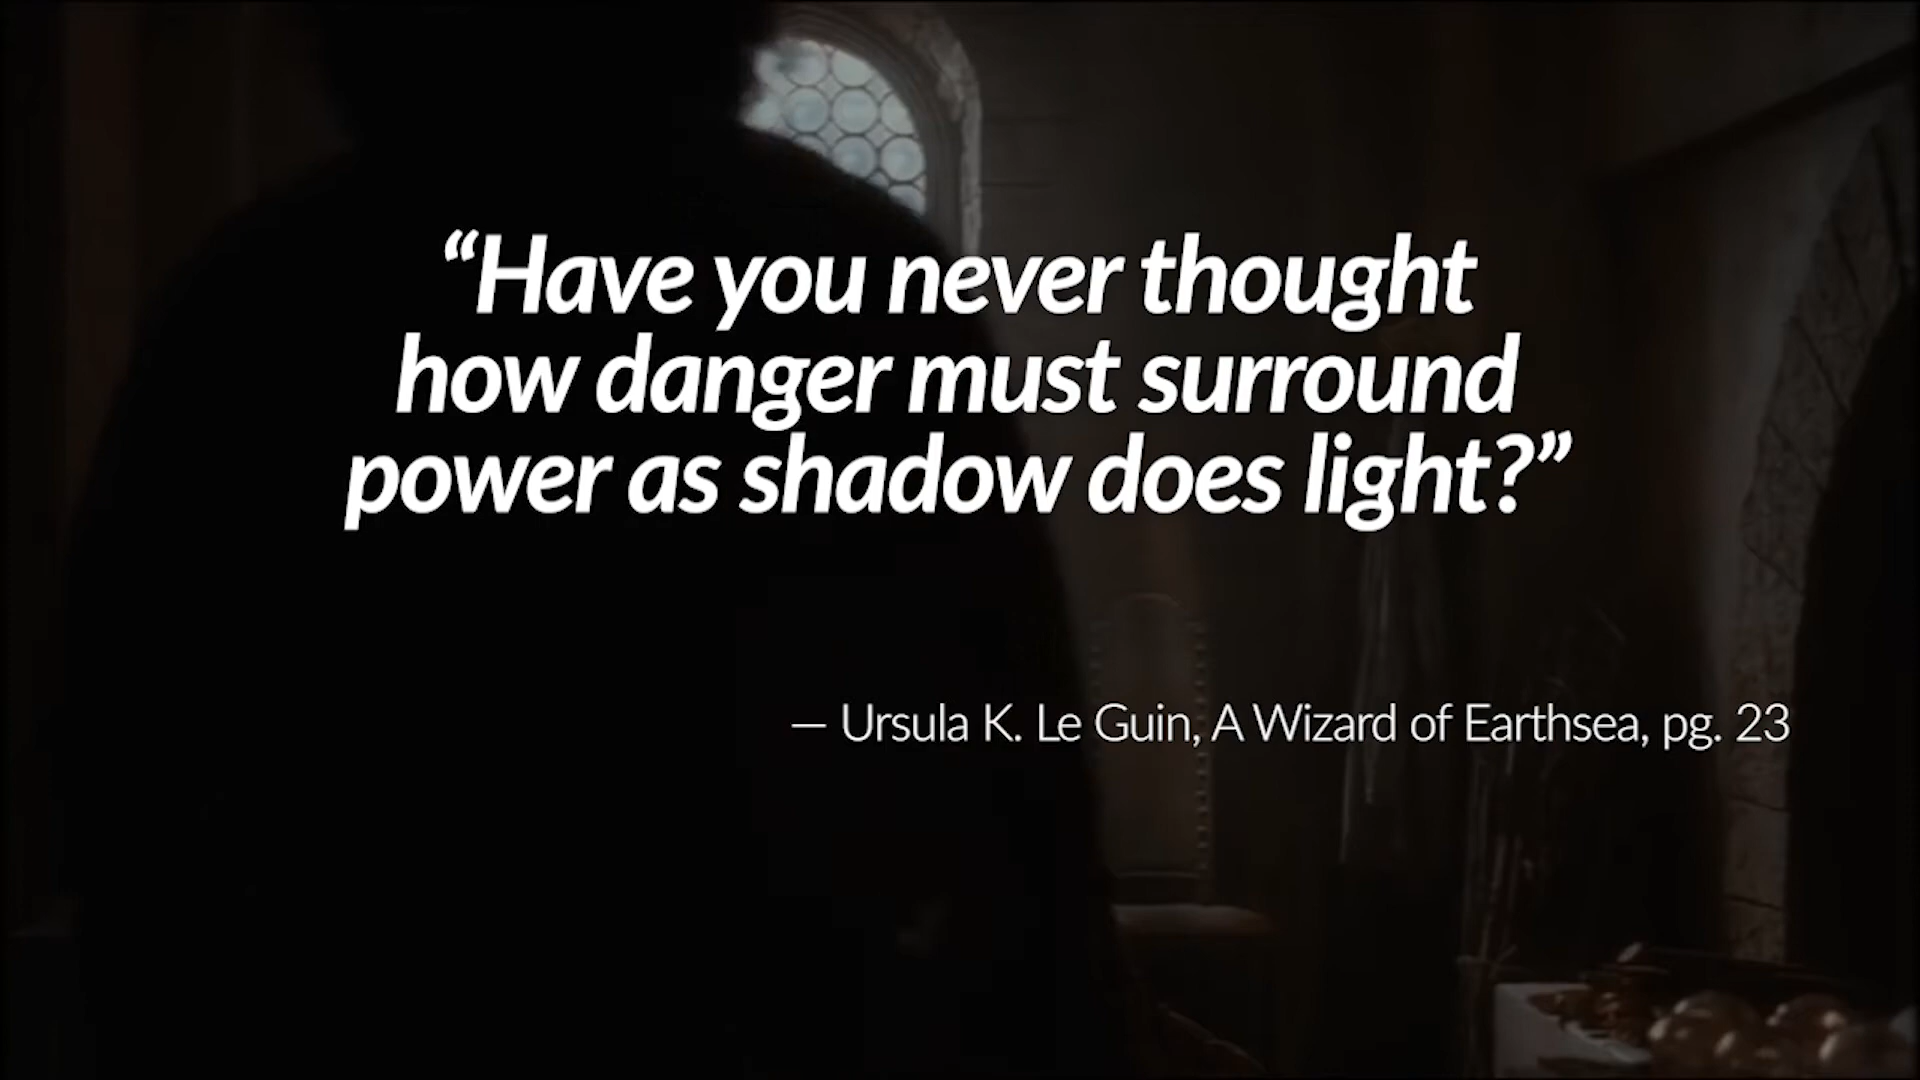 “Have you never thought
how danger must surround
power as shadow does light?”
— Ursula K. Le Guin, A Wizard of Earthsea, pg. 23